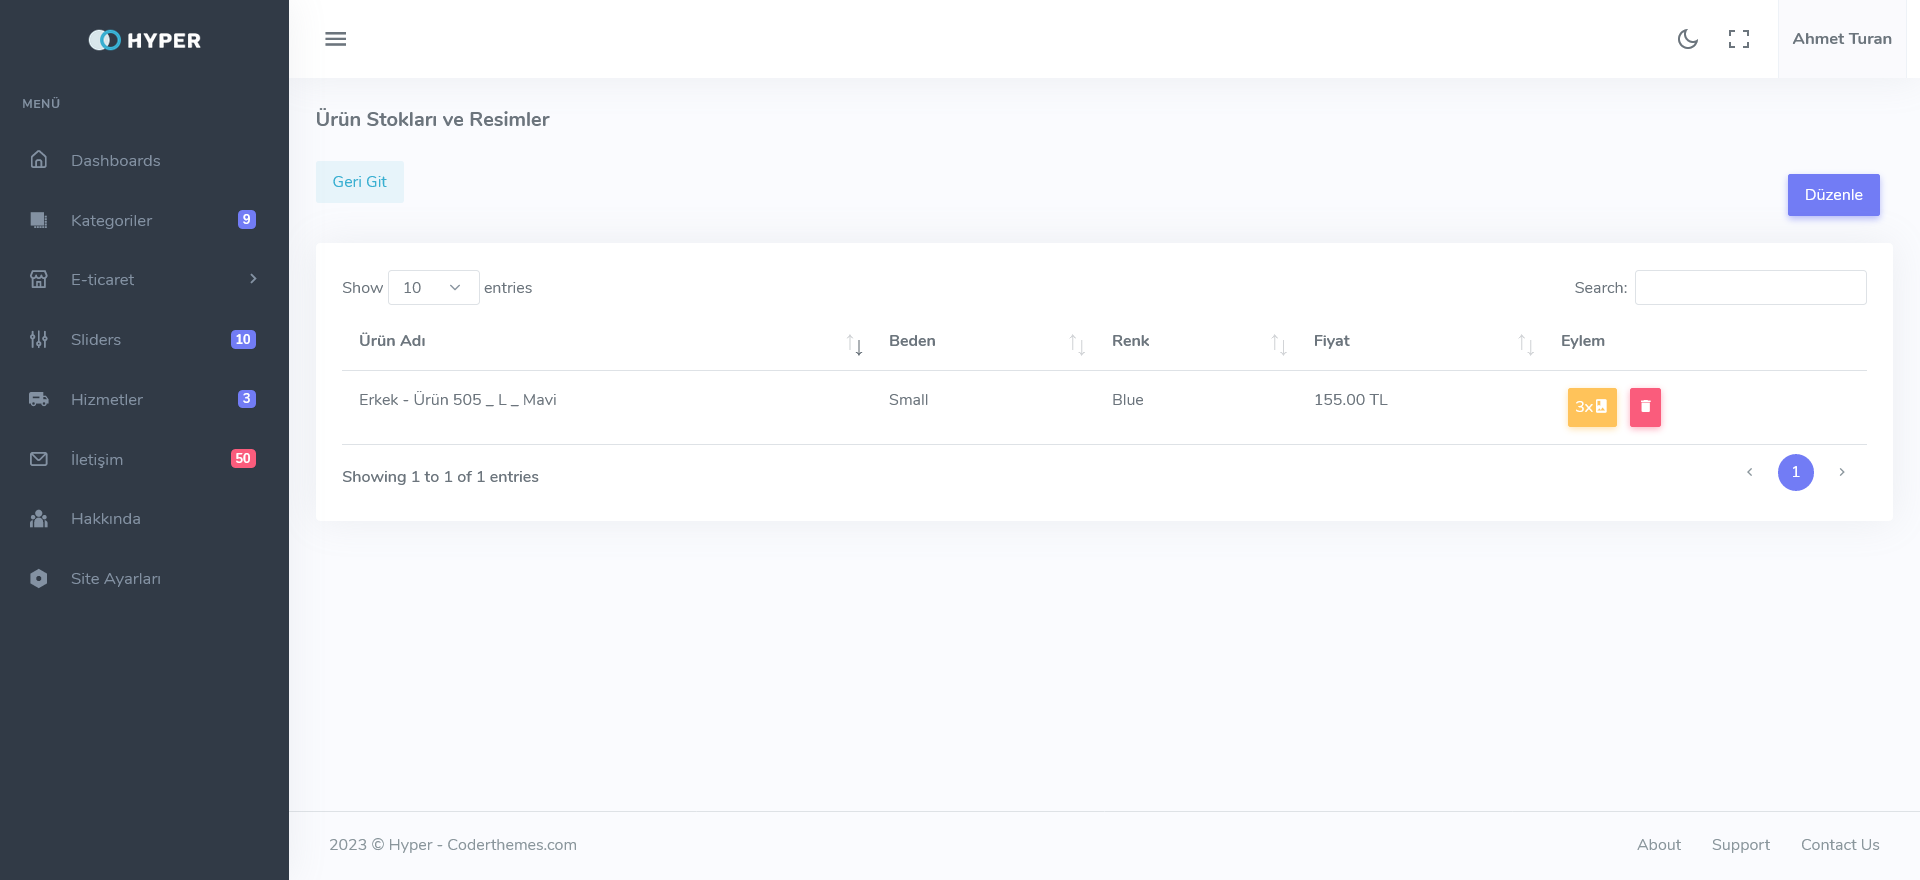 HYPER
MENÜ
Dashboards
Kategoriler 9
E-ticaret
Sliders 10
Hizmetler 3
İletişim 50
Hakkında
Site Ayarları
Ahmet Turan
Ürün Stokları ve Resimler
Geri Git
Düzenle
Show 10 entries
Search:
Ürün Adı Beden Renk Fiyat Eylem
Erkek - Ürün 505 _ L _ Mavi Small Blue 155.00 TL 3x
Showing 1 to 1 of 1 entries
1
2023 © Hyper - Coderthemes.com
About Support Contact Us